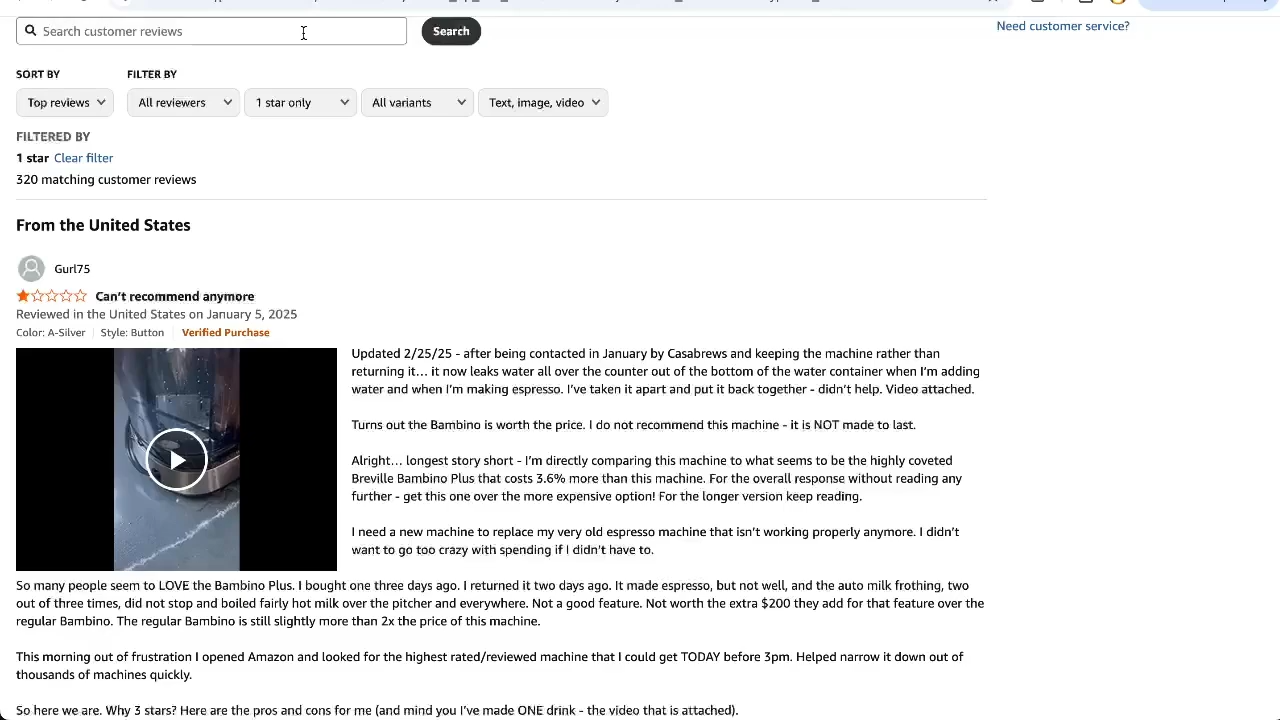 Search customer reviews
Search
Need customer service?
SORT BY
FILTER BY
Top reviews
All reviewers
1 star only
All variants
Text, image, video
FILTERED BY
1 star Clear filter
320 matching customer reviews
From the United States
Gurl75
Can't recommend anymore
Reviewed in the United States on January 5, 2025
Color: A-Silver | Style: Button | Verified Purchase
Updated 2/25/25 - after being contacted in January by Casabrews and keeping the machine rather than
returning it... it now leaks water all over the counter out of the bottom of the water container when I'm adding
water and when I'm making espresso. I've taken it apart and put it back together - didn't help. Video attached.
Turns out the Bambino is worth the price. I do not recommend this machine - it is NOT made to last.
Alright... longest story short - I'm directly comparing this machine to what seems to be the highly coveted
Breville Bambino Plus that costs 3.6% more than this machine. For the overall response without reading any
further - get this one over the more expensive option! For the longer version keep reading.
I need a new machine to replace my very old espresso machine that isn't working properly anymore. I didn't
want to go too crazy with spending if I didn't have to.
So many people seem to LOVE the Bambino Plus. I bought one three days ago. I returned it two days ago. It made espresso, but not well, and the auto milk frothing, two
out of three times, did not stop and boiled fairly hot milk over the pitcher and everywhere. Not a good feature. Not worth the extra $200 they add for that feature over the
regular Bambino. The regular Bambino is still slightly more than 2x the price of this machine.
This morning out of frustration I opened Amazon and looked for the highest rated/reviewed machine that I could get TODAY before 3pm. Helped narrow it down out of
thousands of machines quickly.
So here we are. Why 3 stars? Here are the pros and cons for me (and mind you I've made ONE drink - the video that is attached).